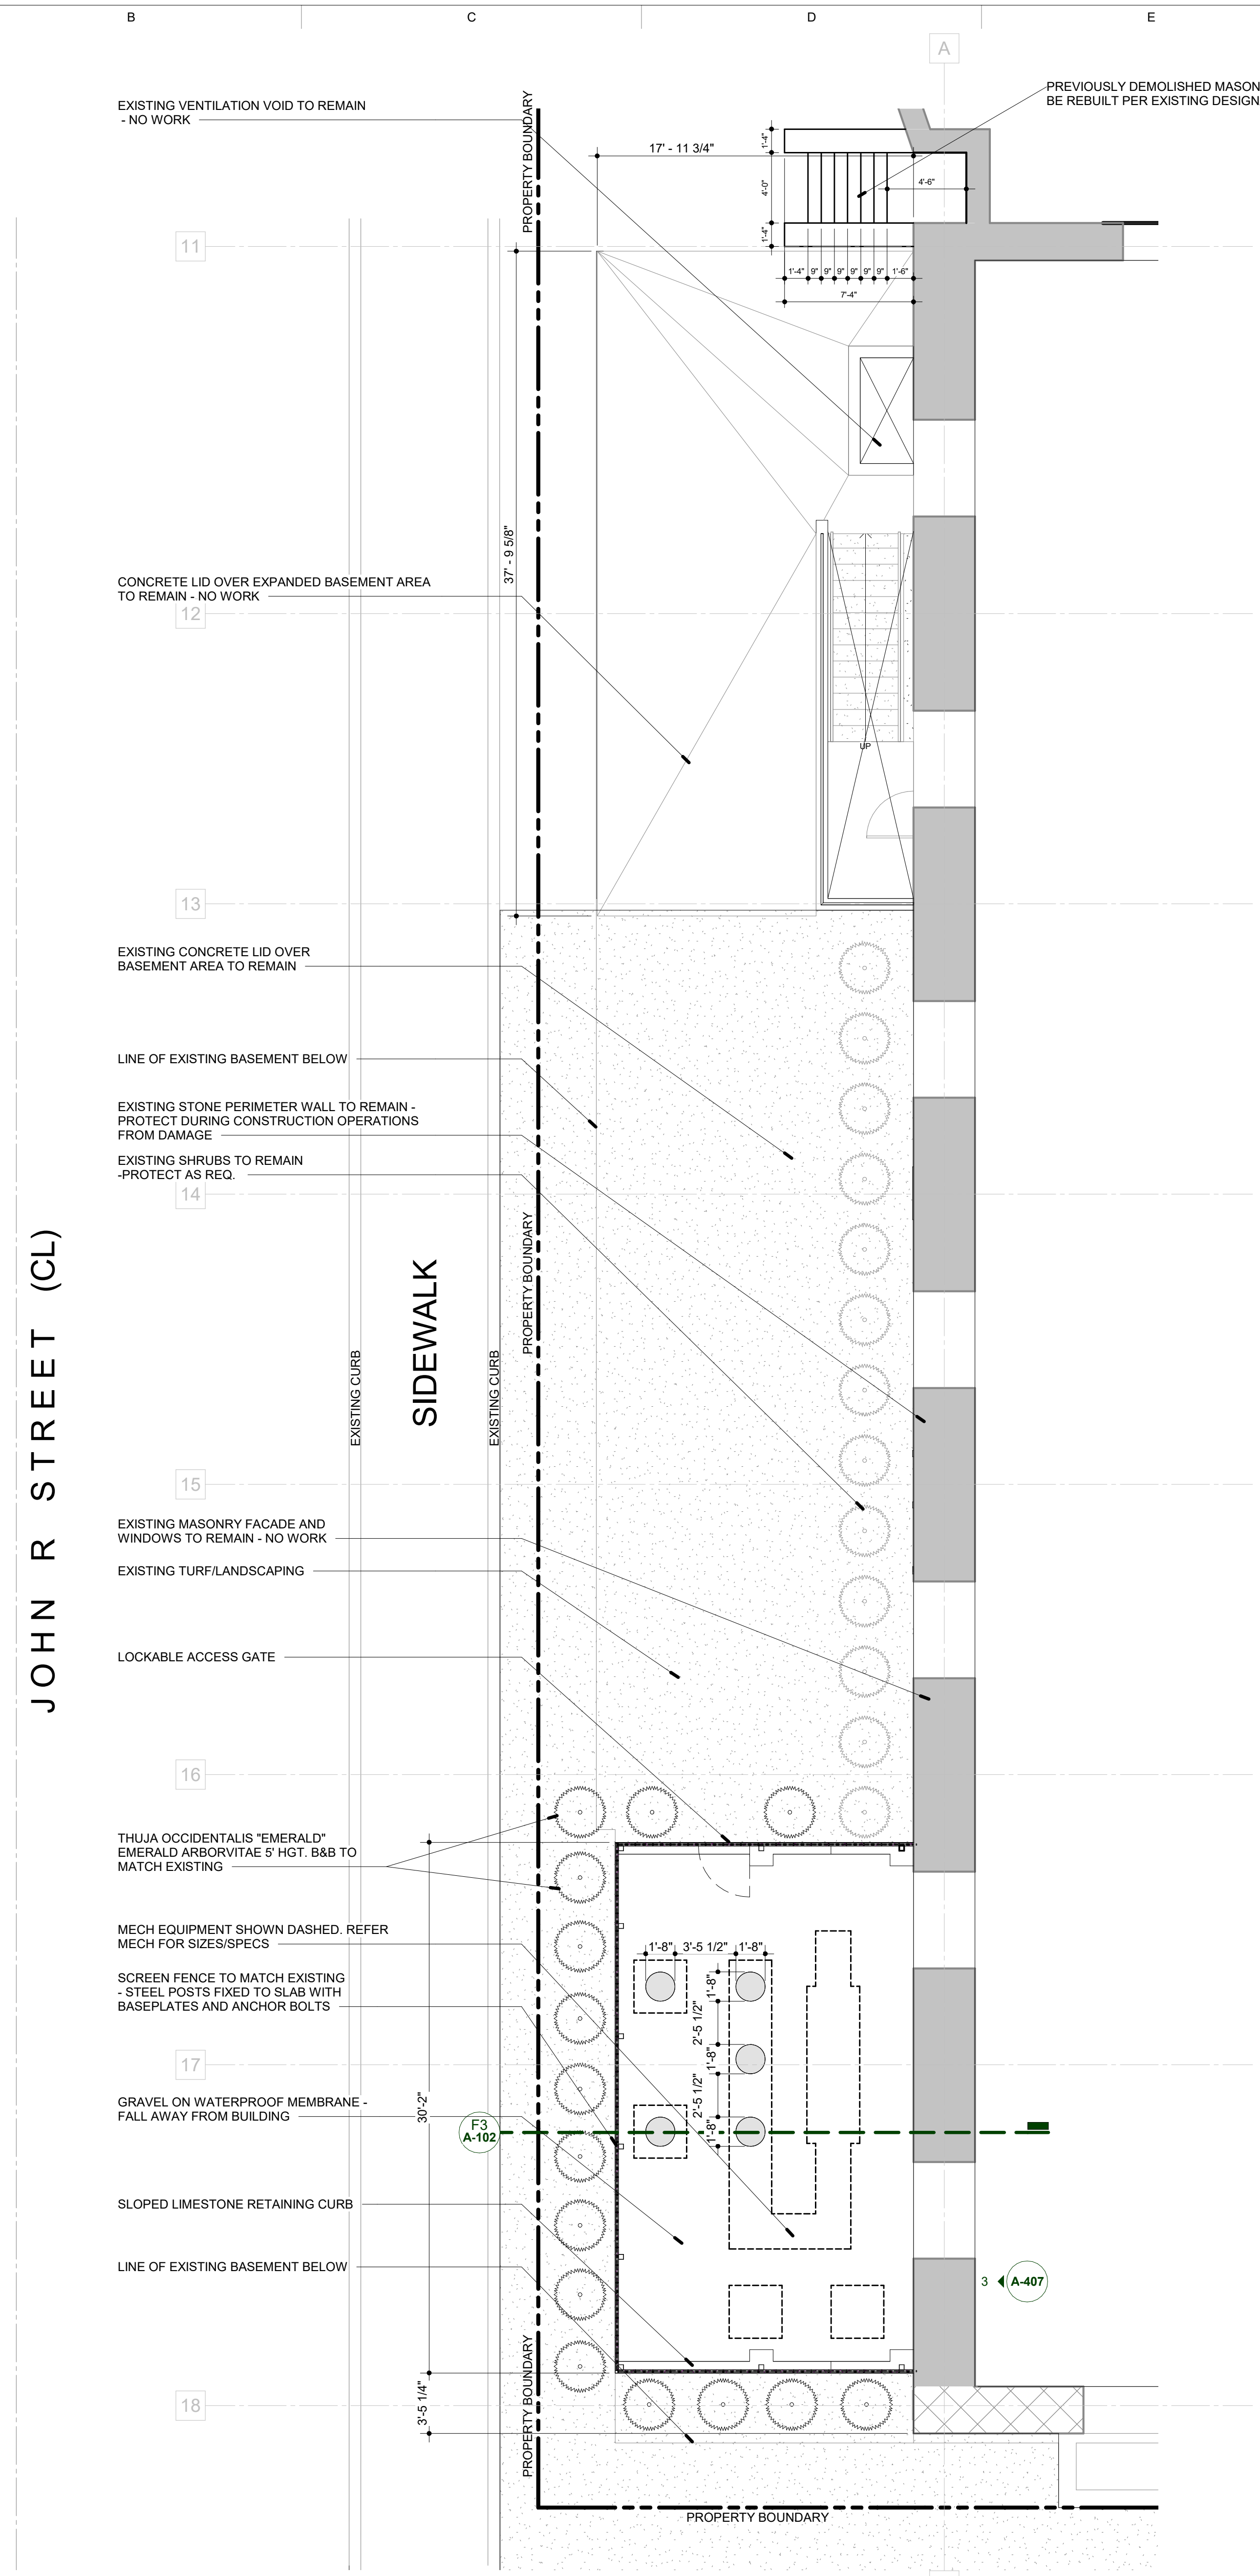 B
C
D
E
A
EXISTING VENTILATION VOID TO REMAIN
- NO WORK
PROPERTY BOUNDARY
PREVIOUSLY DEMOLISHED MASON
BE REBUILT PER EXISTING DESIGN
17' - 11 3/4"
1'-4"
4'-0"
1'-4"
4'-6"
11
1'-4"
9"
9"
9"
9"
9"
9"
1'-6"
7'-4"
37' - 9 5/8"
CONCRETE LID OVER EXPANDED BASEMENT AREA
TO REMAIN - NO WORK
12
UP
13
EXISTING CONCRETE LID OVER
BASEMENT AREA TO REMAIN
LINE OF EXISTING BASEMENT BELOW
EXISTING STONE PERIMETER WALL TO REMAIN -
PROTECT DURING CONSTRUCTION OPERATIONS
FROM DAMAGE
EXISTING SHRUBS TO REMAIN
-PROTECT AS REQ.
14
JOHN R STREET (CL)
EXISTING CURB
SIDEWALK
EXISTING CURB
PROPERTY BOUNDARY
15
EXISTING MASONRY FACADE AND
WINDOWS TO REMAIN - NO WORK
EXISTING TURF/LANDSCAPING
LOCKABLE ACCESS GATE
16
THUJA OCCIDENTALIS "EMERALD"
EMERALD ARBORVITAE 5' HGT. B&B TO
MATCH EXISTING
MECH EQUIPMENT SHOWN DASHED. REFER
MECH FOR SIZES/SPECS
1'-8"
3'-5 1/2"
1'-8"
SCREEN FENCE TO MATCH EXISTING
- STEEL POSTS FIXED TO SLAB WITH
BASEPLATES AND ANCHOR BOLTS
1'-8"
2'-5 1/2"
1'-8"
2'-5 1/2"
1'-8"
17
30'-2"
GRAVEL ON WATERPROOF MEMBRANE -
FALL AWAY FROM BUILDING
F3
A-102
SLOPED LIMESTONE RETAINING CURB
LINE OF EXISTING BASEMENT BELOW
3
A-407
18
3'-5 1/4"
PROPERTY BOUNDARY
PROPERTY BOUNDARY